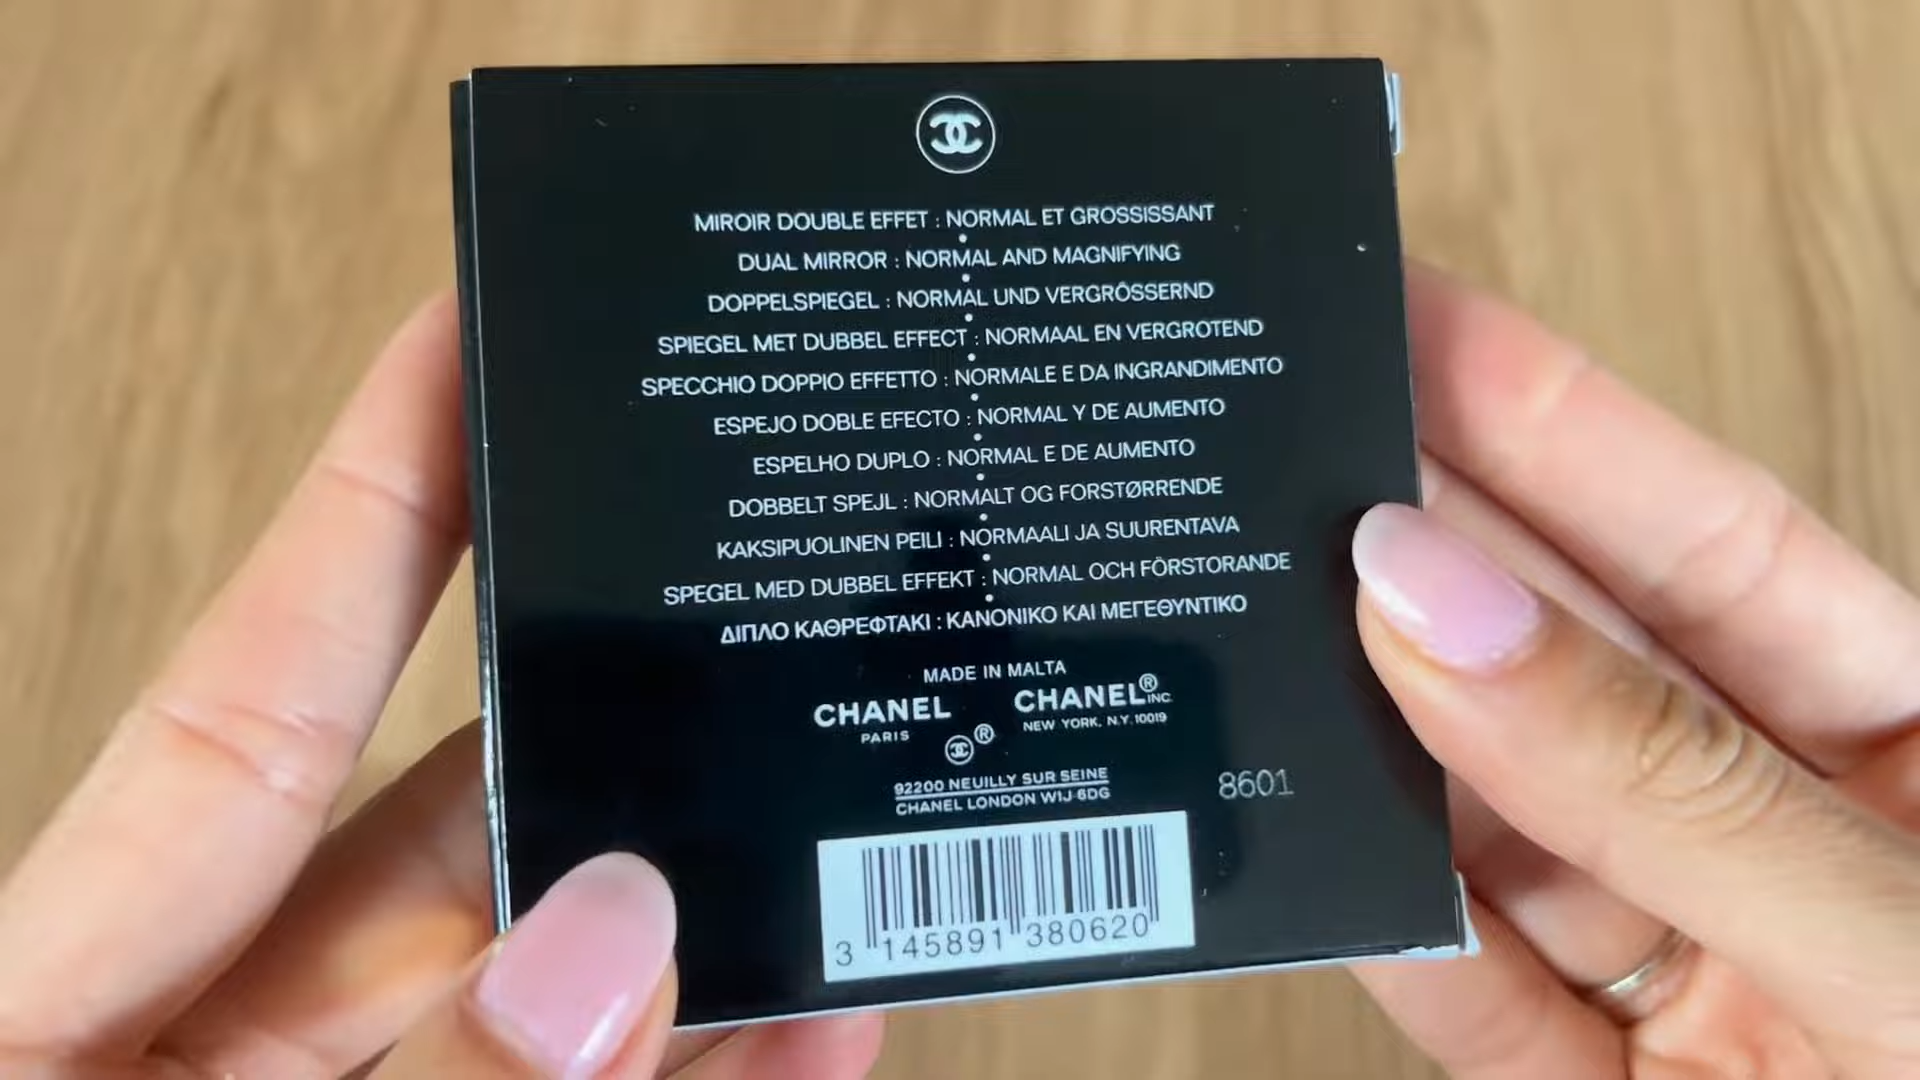 MIROIR DOUBLE EFFET : NORMAL ET GROSSISSANT
DUAL MIRROR : NORMAL AND MAGNIFYING
DOPPELSPIEGEL : NORMAL UND VERGRÖSSERND
SPIEGEL MET DUBBEL EFFECT : NORMAAL EN VERGROTEND
SPECCHIO DOPPIO EFFETTO : NORMALE E DA INGRANDIMENTO
ESPEJO DOBLE EFECTO : NORMAL Y DE AUMENTO
ESPELHO DUPLO : NORMAL E DE AUMENTO
DOBBELT SPEJL : NORMALT OG FORSTØRRENDE
KAKSIPUOLINEN PEILI : NORMAALI JA SUURENTAVA
SPEGEL MED DUBBEL EFFEKT : NORMAL OCH FÖRSTORANDE
ΔΙΠΛΟ ΚΑΘΡΕΦΤΑΚΙ : ΚΑΝΟΝΙΚΟ ΚΑΙ ΜΕΓΕΘΥΝΤΙΚΟ
MADE IN MALTA
CHANEL CHANEL® INC.
PARIS NEW YORK, N.Y. 10019
®
92200 NEUILLY SUR SEINE
CHANEL LONDON W1J 6DG
8601
3 145891 380620